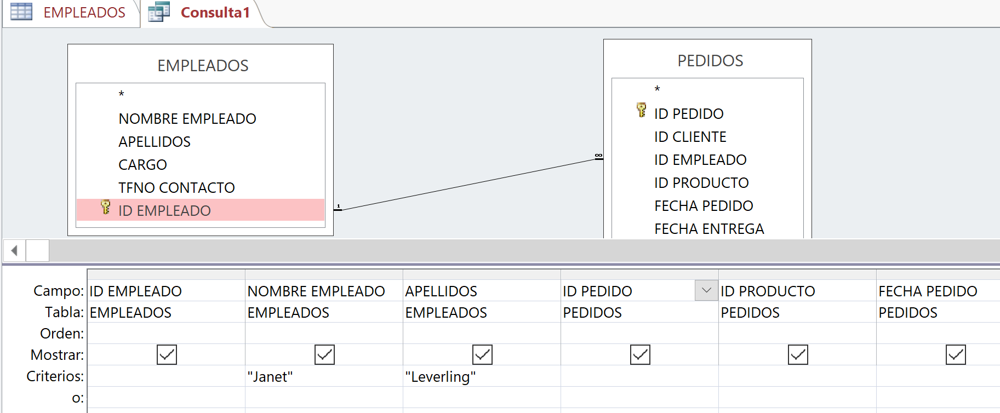 EMPLEADOS
Consulta1
EMPLEADOS
*
NOMBRE EMPLEADO
APELLIDOS
CARGO
TFNO CONTACTO
ID EMPLEADO
1
∞
PEDIDOS
*
ID PEDIDO
ID CLIENTE
ID EMPLEADO
ID PRODUCTO
FECHA PEDIDO
FECHA ENTREGA
Campo: ID EMPLEADO NOMBRE EMPLEADO APELLIDOS ID PEDIDO ID PRODUCTO FECHA PEDIDO
Tabla: EMPLEADOS EMPLEADOS EMPLEADOS PEDIDOS PEDIDOS PEDIDOS
Orden:
Mostrar:
Criterios: "Janet" "Leverling"
o: